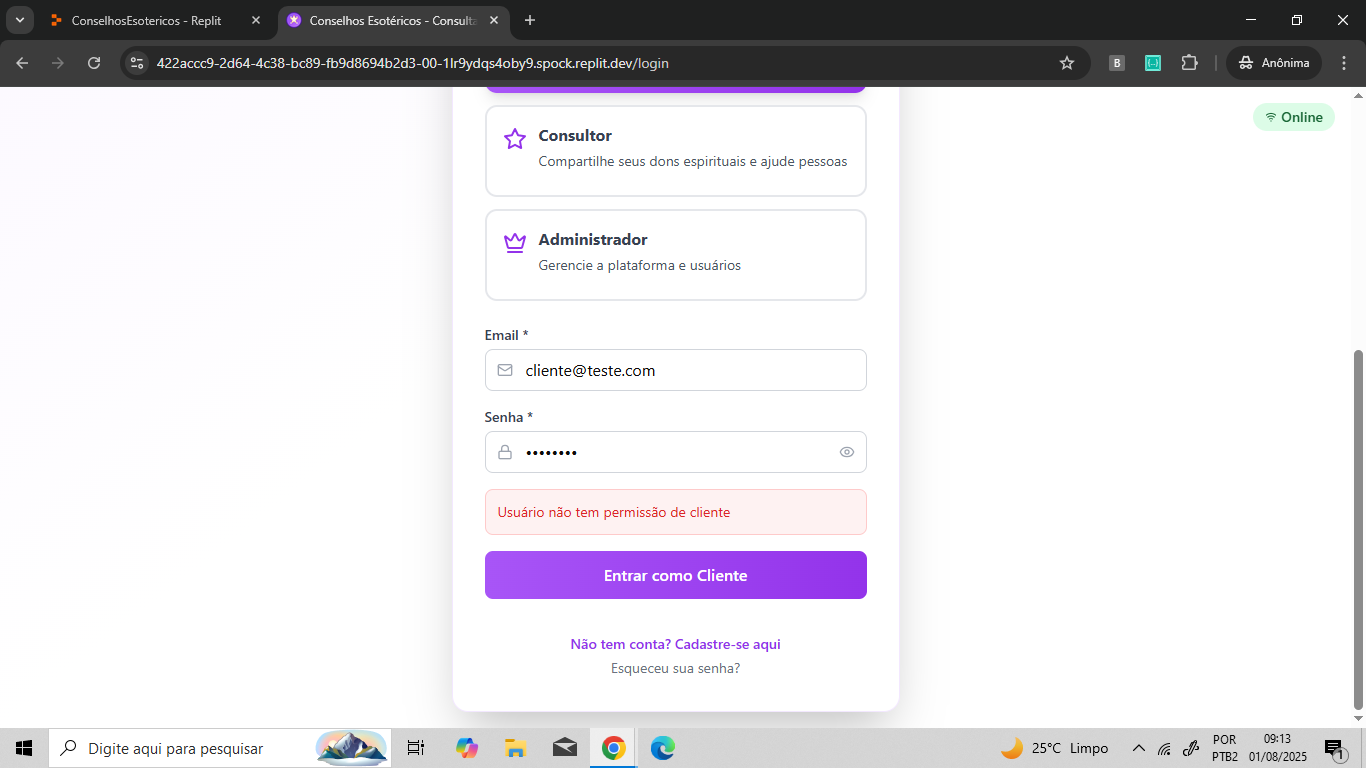 ConselhosEsotericos - Replit
Conselhos Esotéricos - Consulta
422accc9-2d64-4c38-bc89-fb9d8694b2d3-00-1lr9ydqs4oby9.spock.replit.dev/login
B
Anônima
Online
Consultor
Compartilhe seus dons espirituais e ajude pessoas
Administrador
Gerencie a plataforma e usuários
Email *
cliente@teste.com
Senha *
••••••••
Usuário não tem permissão de cliente
Entrar como Cliente
Não tem conta? Cadastre-se aqui
Esqueceu sua senha?
Digite aqui para pesquisar
25°C Limpo
POR
PTB2
09:13
01/08/2025
1